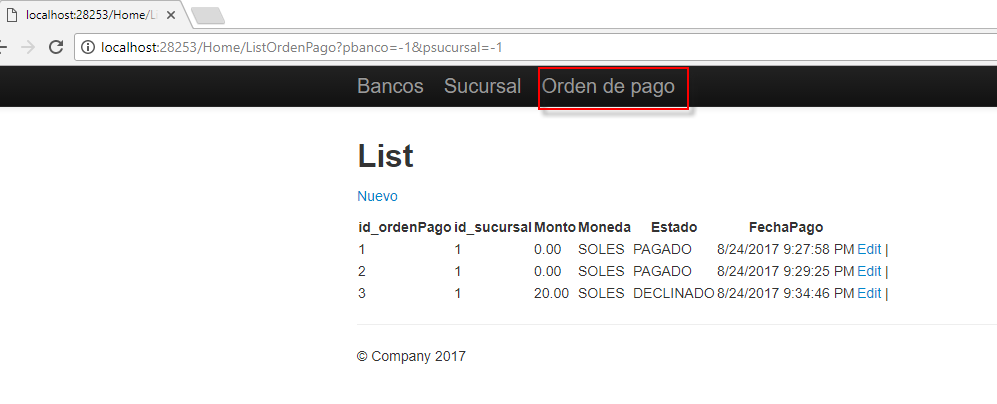 localhost:28253/Home/Li
localhost:28253/Home/ListOrdenPago?pbanco=-1&psucursal=-1
Bancos Sucursal Orden de pago
List
Nuevo
id_ordenPago id_sucursal Monto Moneda Estado FechaPago
1 1 0.00 SOLES PAGADO 8/24/2017 9:27:58 PM Edit |
2 1 0.00 SOLES PAGADO 8/24/2017 9:29:25 PM Edit |
3 1 20.00 SOLES DECLINADO 8/24/2017 9:34:46 PM Edit |
© Company 2017